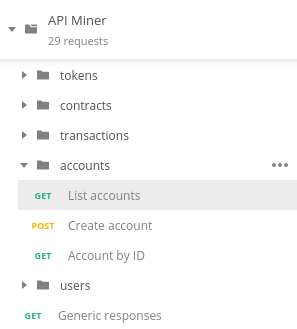 API Miner
29 requests
tokens
contracts
transactions
accounts
GET List accounts
POST Create account
GET Account by ID
users
GET Generic responses